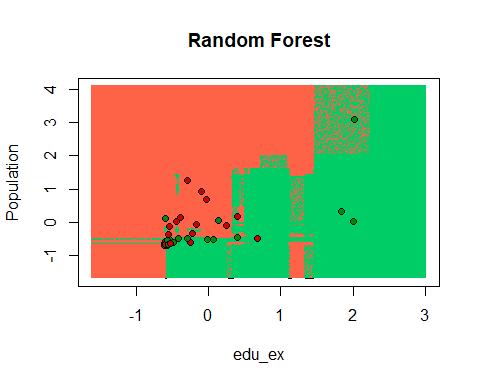 Random Forest
Population
4
3
2
1
0
-1
-1 0 1 2 3
edu_ex